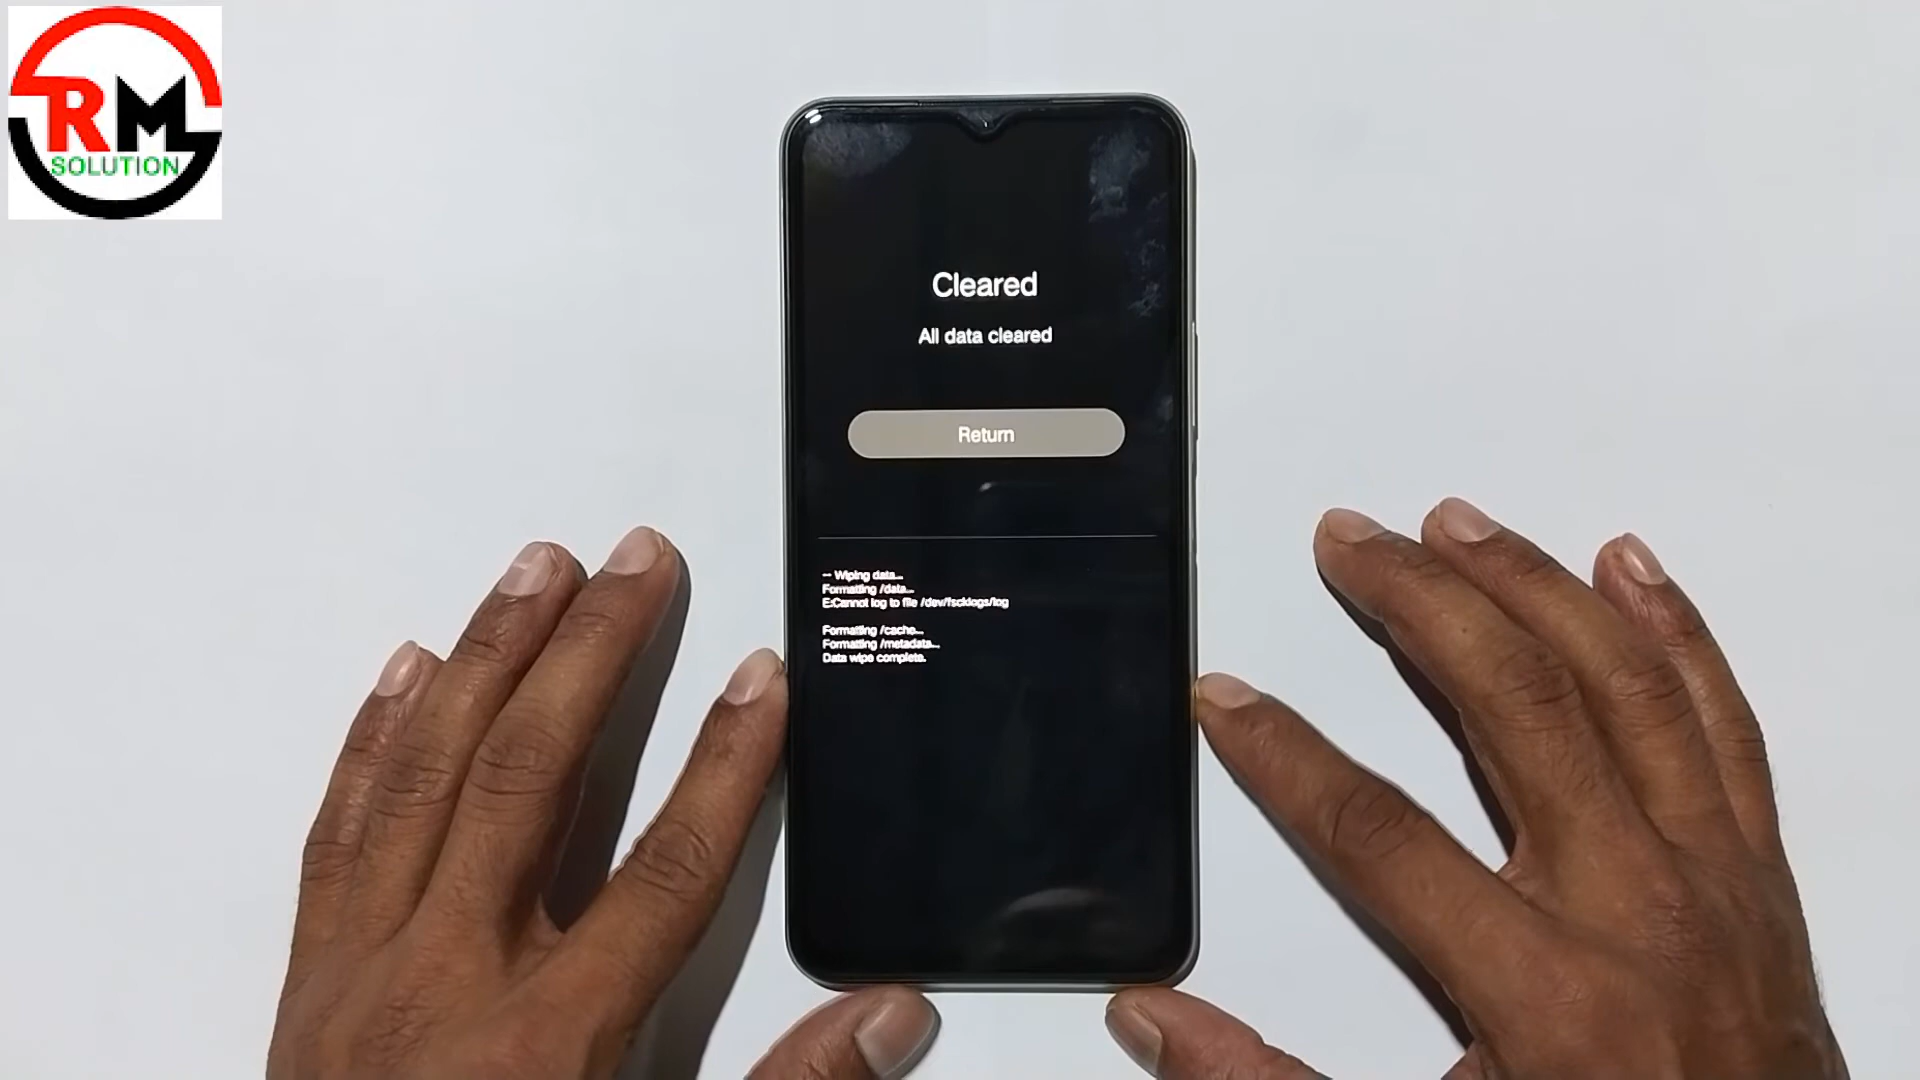 RM
SOLUTION
Cleared
All data cleared
Return
-- Wiping data...
Formatting /data...
E:Cannot log to file /dev/fscklogs/log
Formatting /cache...
Formatting /metadata...
Data wipe complete.